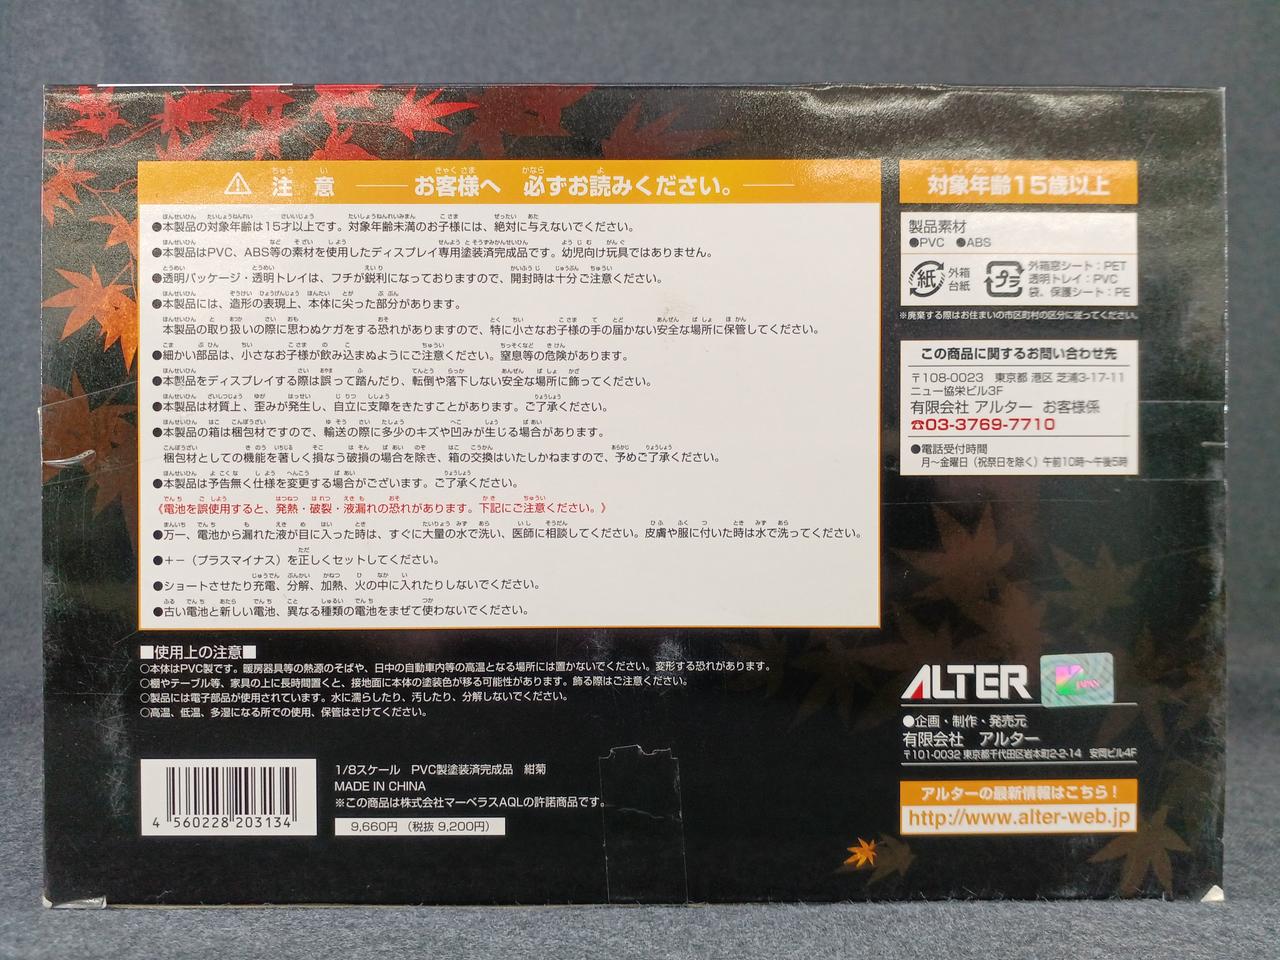 ⚠ 注意 ── お客様へ 必ずお読みください。 ──
●本製品の対象年齢は15才以上です。対象年齢未満のお子様には、絶対に与えないでください。
●本製品はPVC、ABS等の素材を使用したディスプレイ専用塗装済完成品です。幼児向け玩具ではありません。
●透明パッケージ・透明トレイは、フチが鋭利になっておりますので、開封時は十分ご注意ください。
●本製品には、造形の表現上、本体に尖った部分があります。
本製品の取り扱いの際に思わぬケガをする恐れがありますので、特に小さなお子様の手の届かない安全な場所に保管してください。
●細かい部品は、小さなお子様が飲み込まぬようにご注意ください。窒息等の危険があります。
●本製品をディスプレイする際は誤って踏んだり、転倒や落下しない安全な場所に飾ってください。
●本製品は材質上、歪みが発生し、自立に支障をきたすことがあります。ご了承ください。
●本製品の箱は梱包材ですので、輸送の際に多少のキズや凹みが生じる場合があります。
梱包材としての機能を著しく損なう破損の場合を除き、箱の交換はいたしかねますので、予めご了承ください。
●本製品は予告無く仕様を変更する場合がございます。ご了承ください。
《電池を誤使用すると、発熱・破裂・液漏れの恐れがあります。下記にご注意ください。》
●万一、電池から漏れた液が目に入った時は、すぐに大量の水で洗い、医師に相談してください。皮膚や服に付いた時は水で洗ってください。
●＋－（プラスマイナス）を正しくセットしてください。
●ショートさせたり充電、分解、加熱、火の中に入れたりしないでください。
●古い電池と新しい電池、異なる種類の電池をまぜて使わないでください。
■使用上の注意■
○本体はPVC製です。暖房器具等の熱源のそばや、日中の自動車内等の高温となる場所には置かないでください。変形する恐れがあります。
○棚やテーブル等、家具の上に長時間置くと、接地面に本体の塗装色が移る可能性があります。飾る際はご注意ください。
○製品には電子部品が使用されています。水に濡らしたり、汚したり、分解しないでください。
○高温、低温、多湿になる所での使用、保管はさけてください。
4 560228 203134
1/8スケール PVC製塗装済完成品 紺菊
MADE IN CHINA
※この商品は株式会社マーベラスAQLの許諾商品です。
9,660円（税抜 9,200円）
対象年齢15歳以上
製品素材
●PVC ●ABS
紙 外箱 台紙
プラ 外箱窓シート：PET
透明トレイ：PVC
袋、保護シート：PE
※廃棄する際はお住まいの市区町村の区分に従ってください。
この商品に関するお問い合わせ先
〒108-0023 東京都 港区 芝浦3-17-11
ニュー協栄ビル3F
有限会社 アルター お客様係
☎03-3769-7710
●電話受付時間
月～金曜日（祝祭日を除く）午前10時～午後5時
ALTER
JAPAN
●企画・制作・発売元
有限会社 アルター
〒101-0032 東京都千代田区岩本町2-2-14 安岡ビル4F
アルターの最新情報はこちら！
http://www.alter-web.jp